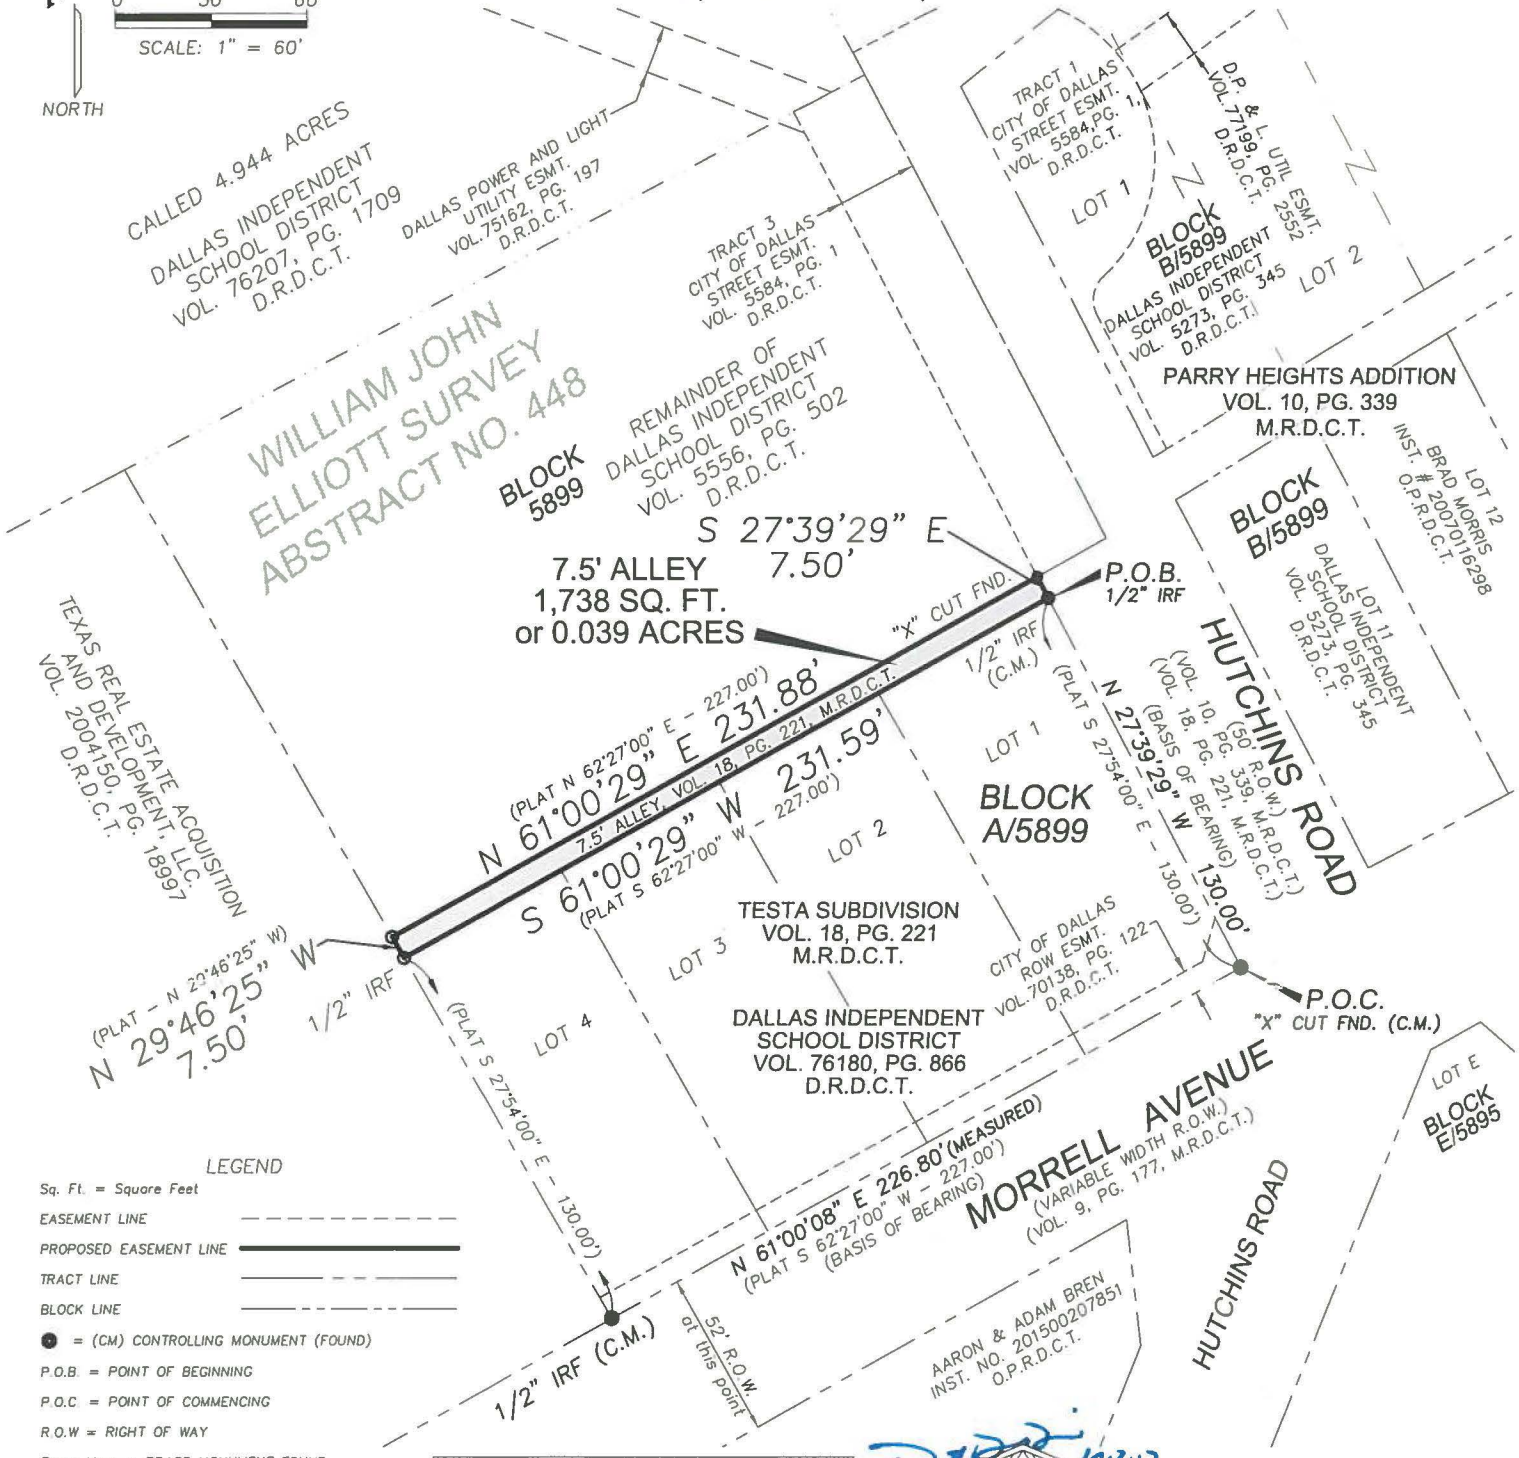 0 30 60
SCALE: 1" = 60'
NORTH
CALLED 4.944 ACRES
DALLAS INDEPENDENT
SCHOOL DISTRICT
VOL. 76207, PG. 1709
D.R.D.C.T.
DALLAS POWER AND LIGHT
UTILITY ESMT.
VOL.75162, PG. 197
D.R.D.C.T.
TRACT 3
CITY OF DALLAS
STREET ESMT.
VOL. 5584, PG. 1
D.R.D.C.T.
TRACT 1
CITY OF DALLAS
STREET ESMT.
VOL. 5584,PG. 1,
D.R.D.C.T.
LOT 1
D.P. & L. UTIL ESMT.
VOL.77199, PG. 2552
D.R.D.C.T.
BLOCK
B/5899
DALLAS INDEPENDENT
SCHOOL DISTRICT
VOL. 5273, PG. 345
D.R.D.C.T.
LOT 2
WILLIAM JOHN
ELLIOTT SURVEY
ABSTRACT NO. 448
BLOCK
5899
REMAINDER OF
DALLAS INDEPENDENT
SCHOOL DISTRICT
VOL. 5556, PG. 502
D.R.D.C.T.
PARRY HEIGHTS ADDITION
VOL. 10, PG. 339
M.R.D.C.T.
LOT 12
BRAD MORRIS
INST. # 20070116298
O.P.R.D.C.T.
BLOCK
B/5899
LOT 11
DALLAS INDEPENDENT
SCHOOL DISTRICT
VOL. 5273, PG. 345
D.R.D.C.T.
S 27°39'29" E
7.50'
7.5' ALLEY
1,738 SQ. FT.
or 0.039 ACRES
"X" CUT FND.
P.O.B.
1/2" IRF
1/2" IRF
(C.M.)
HUTCHINS ROAD
(50' R.O.W.)
(VOL. 10, PG. 339, M.R.D.C.T.)
(VOL. 18, PG. 221, M.R.D.C.T.)
(BASIS OF BEARING)
N 27°39'29" W 130.00'
(PLAT S 27°54'00" E - 130.00')
TEXAS REAL ESTATE ACQUISITION
AND DEVELOPMENT, LLC.
VOL. 2004150, PG. 18997
D.R.D.C.T.
(PLAT N 62°27'00" E - 227.00')
N 61°00'29" E 231.88'
7.5' ALLEY, VOL. 18, PG. 221, M.R.D.C.T.
S 61°00'29" W 231.59'
(PLAT S 62°27'00" W - 227.00')
LOT 1
BLOCK
A/5899
LOT 2
TESTA SUBDIVISION
VOL. 18, PG. 221
M.R.D.C.T.
LOT 3
CITY OF DALLAS
ROW ESMT.
VOL.70138, PG. 122
D.R.D.C.T.
(PLAT - N 29°46'25" W)
N 29°46'25" W
7.50'
1/2" IRF
LOT 4
(PLAT S 27°54'00" E - 130.00')
DALLAS INDEPENDENT
SCHOOL DISTRICT
VOL. 76180, PG. 866
D.R.D.C.T.
P.O.C.
"X" CUT FND. (C.M.)
LOT E
BLOCK
E/5895
MORRELL AVENUE
(VARIABLE WIDTH R.O.W.)
(VOL. 9, PG. 177, M.R.D.C.T.)
N 61°00'08" E 226.80'(MEASURED)
(PLAT S 62°27'00" W - 227.00')
(BASIS OF BEARING)
HUTCHINS ROAD
AARON & ADAM BREN
INST. NO. 201500207851
O.P.R.D.C.T.
52' R.O.W.
at this point
1/2" IRF (C.M.)
LEGEND
Sq. Ft. = Square Feet
EASEMENT LINE
PROPOSED EASEMENT LINE
TRACT LINE
BLOCK LINE
= (CM) CONTROLLING MONUMENT (FOUND)
P.O.B. = POINT OF BEGINNING
P.O.C = POINT OF COMMENCING
R.O.W = RIGHT OF WAY